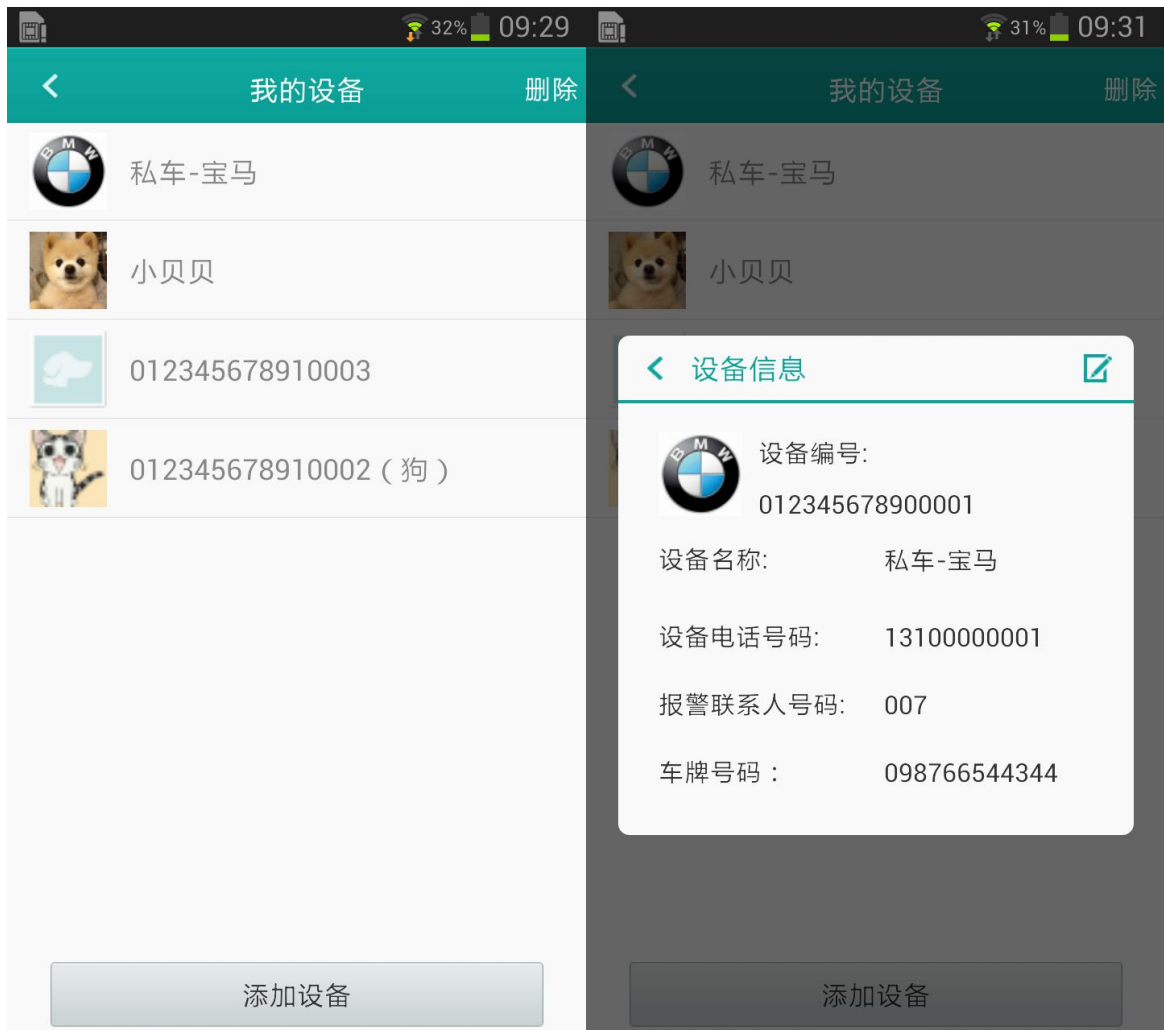 32% 09:29
我的设备 删除
BMW
私车-宝马
小贝贝
012345678910003
012345678910002 ( 狗 )
添加设备
31% 09:31
我的设备 删除
BMW
私车-宝马
小贝贝
设备信息
BMW
设备编号:
012345678900001
设备名称: 私车-宝马
设备电话号码: 13100000001
报警联系人号码: 007
车牌号码： 098766544344
添加设备